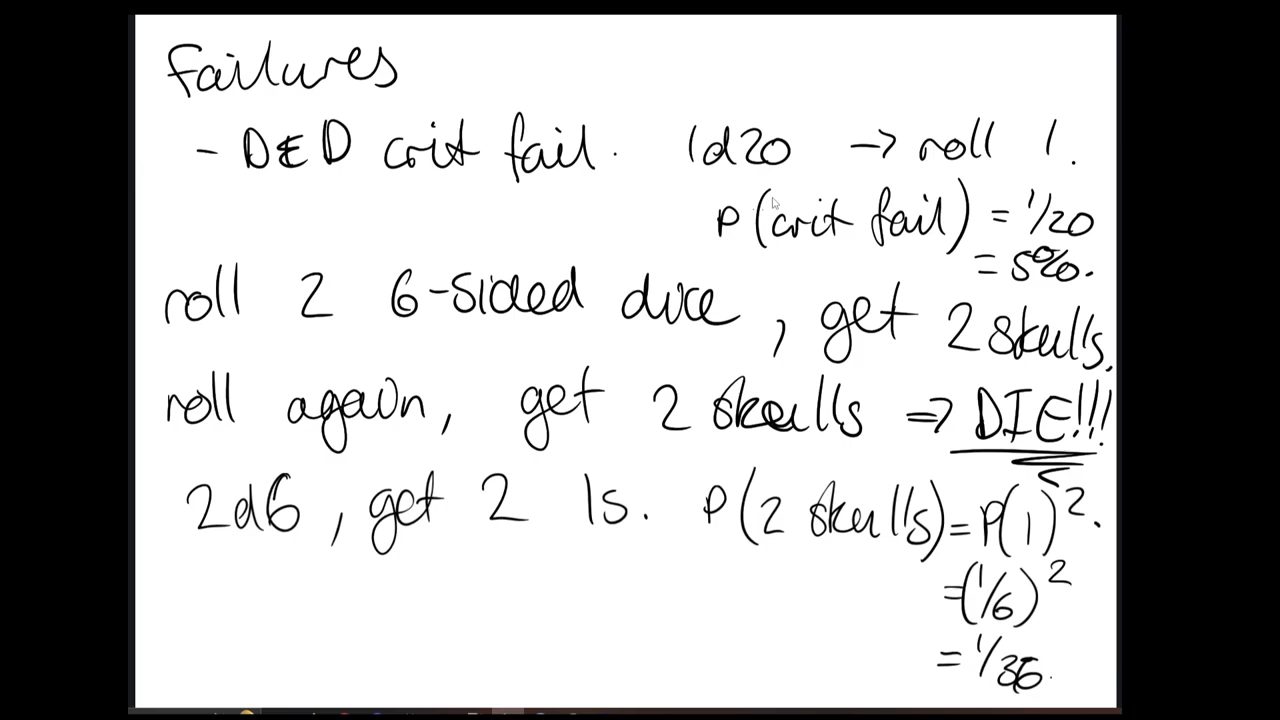 Failures
- D&D crit fail. 1d20 → roll 1.
P(crit fail) = 1/20
= 5%.
roll 2 6-sided dice, get 2 skulls.
roll again, get 2 skulls ⇒ DIE!!!
2d6, get 2 1s. P(2 skulls) = P(1)².
= (1/6)²
= 1/36.